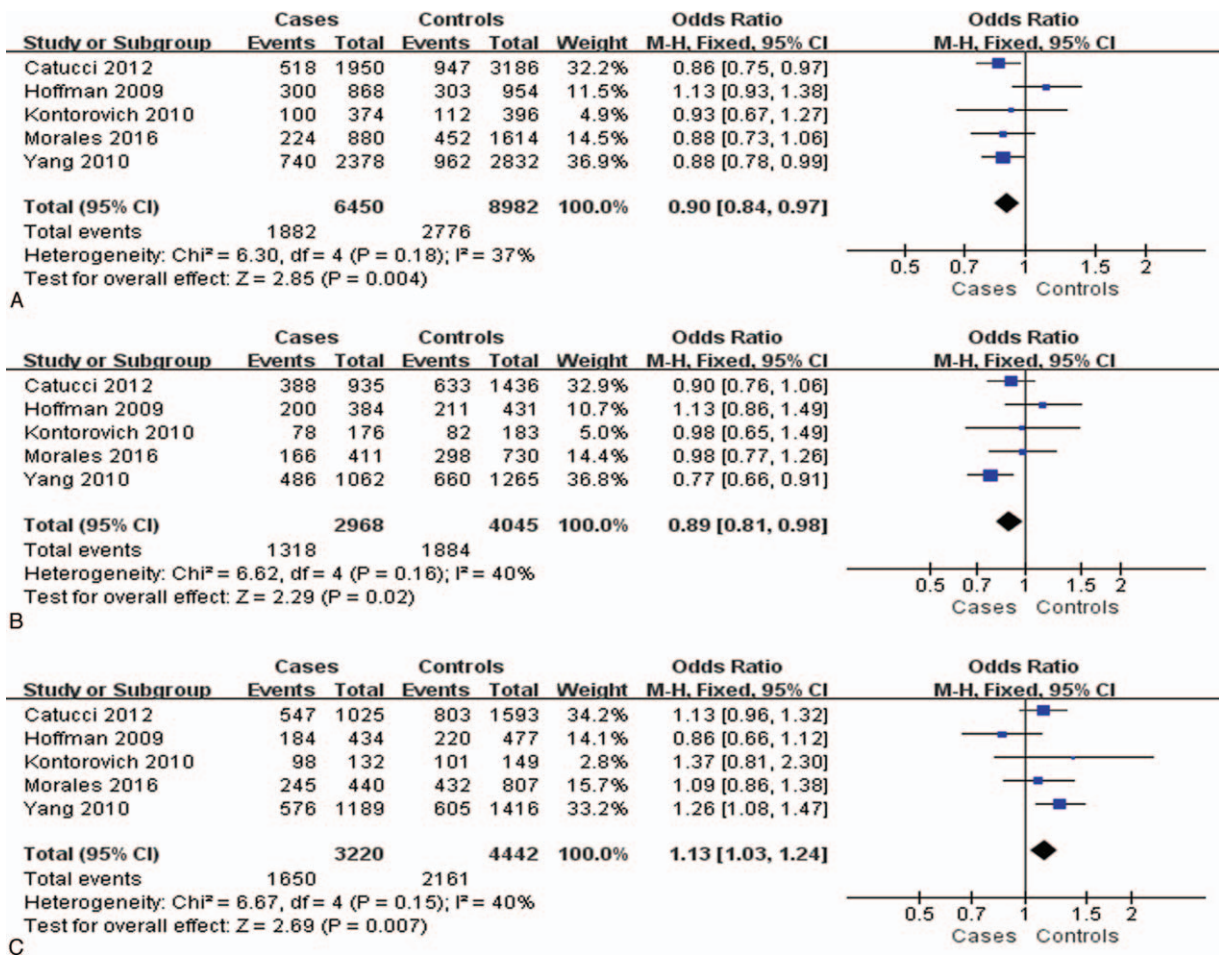 Cases Controls Odds Ratio Odds Ratio
Study or Subgroup Events Total Events Total Weight M-H, Fixed, 95% CI M-H, Fixed, 95% CI
Catucci 2012 518 1950 947 3186 32.2% 0.86 [0.75, 0.97]
Hoffman 2009 300 868 303 954 11.5% 1.13 [0.93, 1.38]
Kontorovich 2010 100 374 112 396 4.9% 0.93 [0.67, 1.27]
Morales 2016 224 880 452 1614 14.5% 0.88 [0.73, 1.06]
Yang 2010 740 2378 962 2832 36.9% 0.88 [0.78, 0.99]
Total (95% CI) 6450 8982 100.0% 0.90 [0.84, 0.97]
Total events 1882 2776
Heterogeneity: Chi² = 6.30, df = 4 (P = 0.18); I² = 37%
Test for overall effect: Z = 2.85 (P = 0.004)
0.5 0.7 1 1.5 2
Cases Controls
A
Cases Controls Odds Ratio Odds Ratio
Study or Subgroup Events Total Events Total Weight M-H, Fixed, 95% CI M-H, Fixed, 95% CI
Catucci 2012 388 935 633 1436 32.9% 0.90 [0.76, 1.06]
Hoffman 2009 200 384 211 431 10.7% 1.13 [0.86, 1.49]
Kontorovich 2010 78 176 82 183 5.0% 0.98 [0.65, 1.49]
Morales 2016 166 411 298 730 14.4% 0.98 [0.77, 1.26]
Yang 2010 486 1062 660 1265 36.8% 0.77 [0.66, 0.91]
Total (95% CI) 2968 4045 100.0% 0.89 [0.81, 0.98]
Total events 1318 1884
Heterogeneity: Chi² = 6.62, df = 4 (P = 0.16); I² = 40%
Test for overall effect: Z = 2.29 (P = 0.02)
0.5 0.7 1 1.5 2
Cases Controls
B
Cases Controls Odds Ratio Odds Ratio
Study or Subgroup Events Total Events Total Weight M-H, Fixed, 95% CI M-H, Fixed, 95% CI
Catucci 2012 547 1025 803 1593 34.2% 1.13 [0.96, 1.32]
Hoffman 2009 184 434 220 477 14.1% 0.86 [0.66, 1.12]
Kontorovich 2010 98 132 101 149 2.8% 1.37 [0.81, 2.30]
Morales 2016 245 440 432 807 15.7% 1.09 [0.86, 1.38]
Yang 2010 576 1189 605 1416 33.2% 1.26 [1.08, 1.47]
Total (95% CI) 3220 4442 100.0% 1.13 [1.03, 1.24]
Total events 1650 2161
Heterogeneity: Chi² = 6.67, df = 4 (P = 0.15); I² = 40%
Test for overall effect: Z = 2.69 (P = 0.007)
0.5 0.7 1 1.5 2
Cases Controls
C